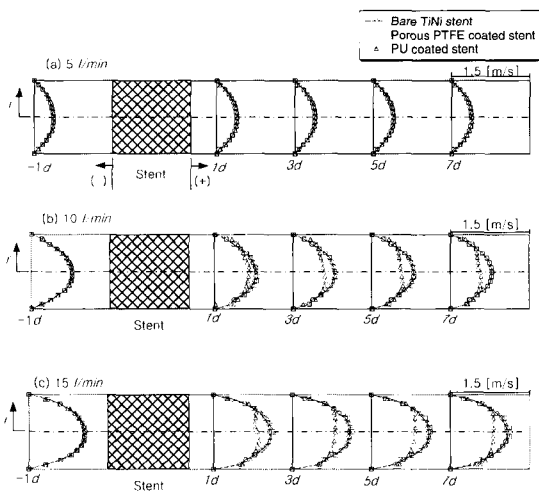 Bare TiNi stent
Porous PTFE coated stent
PU coated stent
(a) 5 l/min
1.5 [m/s]
r
-1d
1d
3d
5d
7d
(-)
Stent
(+)
(b) 10 l/min
1.5 [m/s]
r
-1d
Stent
1d
3d
5d
7d
(c) 15 l/min
1.5 [m/s]
r
-1d
Stent
1d
3d
5d
7d